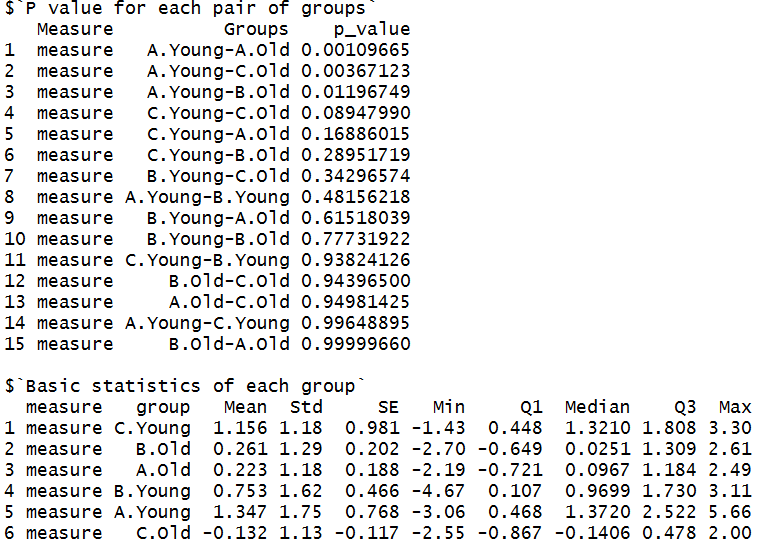 $`P value for each pair of groups`
Measure Groups p_value
1 measure A.Young-A.Old 0.00109665
2 measure A.Young-C.Old 0.00367123
3 measure A.Young-B.Old 0.01196749
4 measure C.Young-C.Old 0.08947990
5 measure C.Young-A.Old 0.16886015
6 measure C.Young-B.Old 0.28951719
7 measure B.Young-C.Old 0.34296574
8 measure A.Young-B.Young 0.48156218
9 measure B.Young-A.Old 0.61518039
10 measure B.Young-B.Old 0.77731922
11 measure C.Young-B.Young 0.93824126
12 measure B.Old-C.Old 0.94396500
13 measure A.Old-C.Old 0.94981425
14 measure A.Young-C.Young 0.99648895
15 measure B.Old-A.Old 0.99999660
$`Basic statistics of each group`
measure group Mean Std SE Min Q1 Median Q3 Max
1 measure C.Young 1.156 1.18 0.981 -1.43 0.448 1.3210 1.808 3.30
2 measure B.Old 0.261 1.29 0.202 -2.70 -0.649 0.0251 1.309 2.61
3 measure A.Old 0.223 1.18 0.188 -2.19 -0.721 0.0967 1.184 2.49
4 measure B.Young 0.753 1.62 0.466 -4.67 0.107 0.9699 1.730 3.11
5 measure A.Young 1.347 1.75 0.768 -3.06 0.468 1.3720 2.522 5.66
6 measure C.Old -0.132 1.13 -0.117 -2.55 -0.867 -0.1406 0.478 2.00